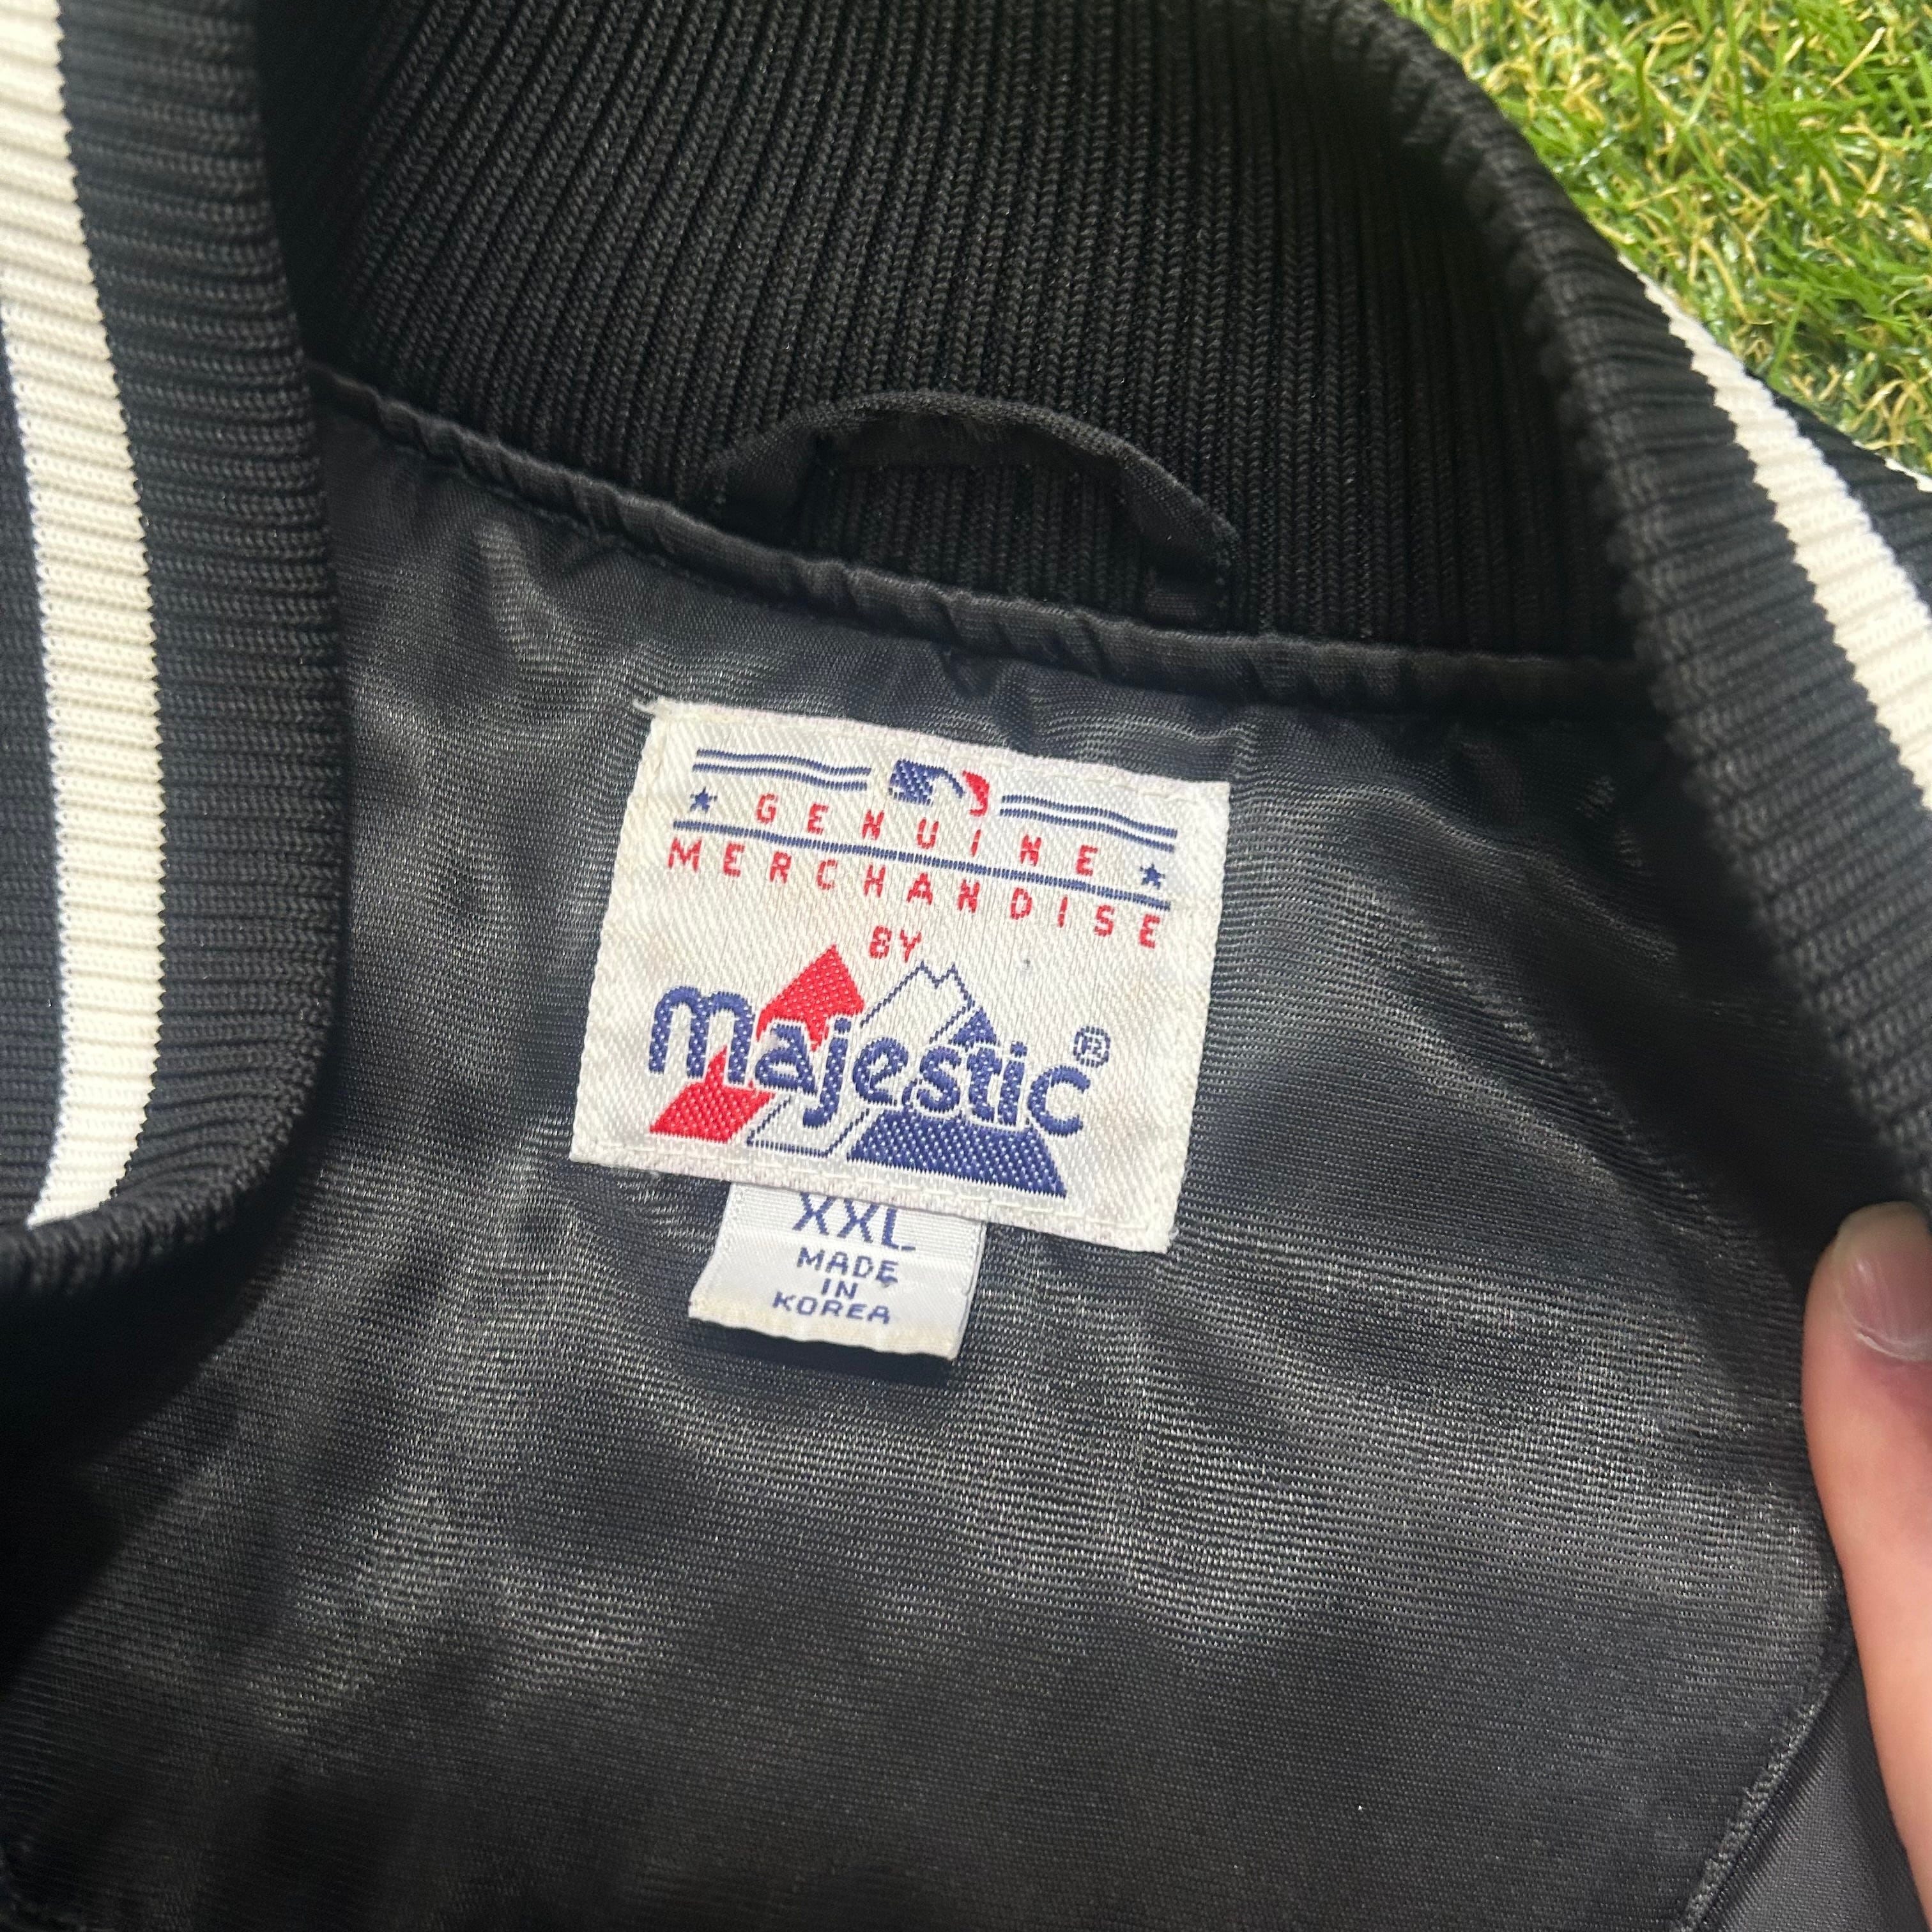 GENUINE
MERCHANDISE
BY
majestic®
XXL
MADE
IN
KOREA